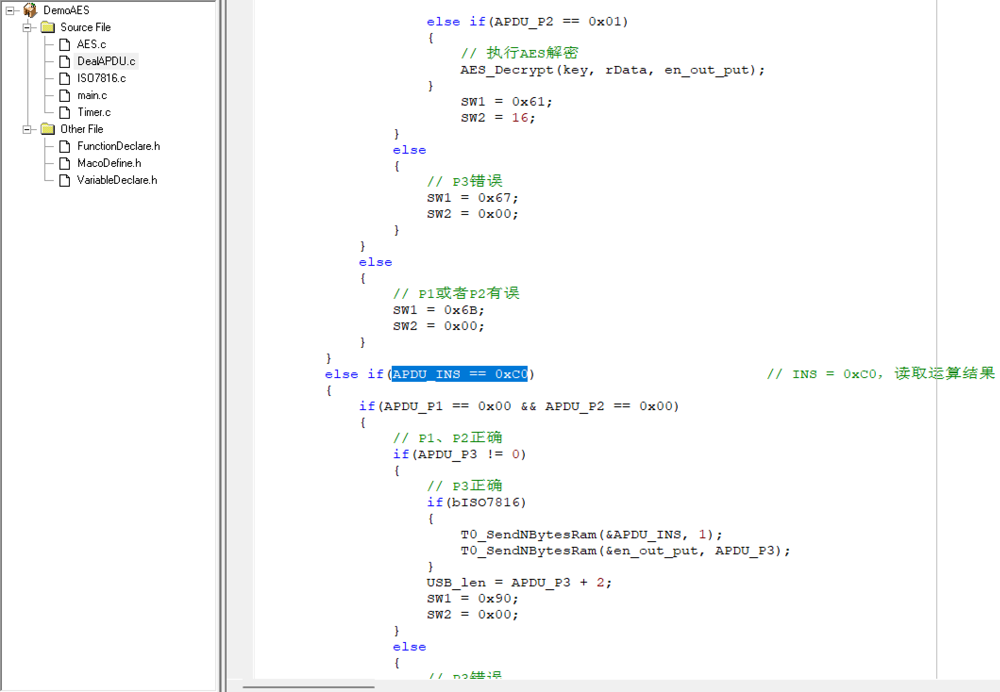 DemoAES
Source File
AES.c
DealAPDU.c
ISO7816.c
main.c
Timer.c
Other File
FunctionDeclare.h
MacoDefine.h
VariableDeclare.h
else if(APDU_P2 == 0x01)
{
// 执行AES解密
AES_Decrypt(key, rData, en_out_put);
}
SW1 = 0x61;
SW2 = 16;
}
else
{
// P3错误
SW1 = 0x67;
SW2 = 0x00;
}
}
else
{
// P1或者P2有误
SW1 = 0x6B;
SW2 = 0x00;
}
}
else if(APDU_INS == 0xC0) // INS = 0xC0, 读取运算结果
{
if(APDU_P1 == 0x00 && APDU_P2 == 0x00)
{
// P1、P2正确
if(APDU_P3 != 0)
{
// P3正确
if(bISO7816)
{
T0_SendNBytesRam(&APDU_INS, 1);
T0_SendNBytesRam(&en_out_put, APDU_P3);
}
USB_len = APDU_P3 + 2;
SW1 = 0x90;
SW2 = 0x00;
}
else
{
// P3错误